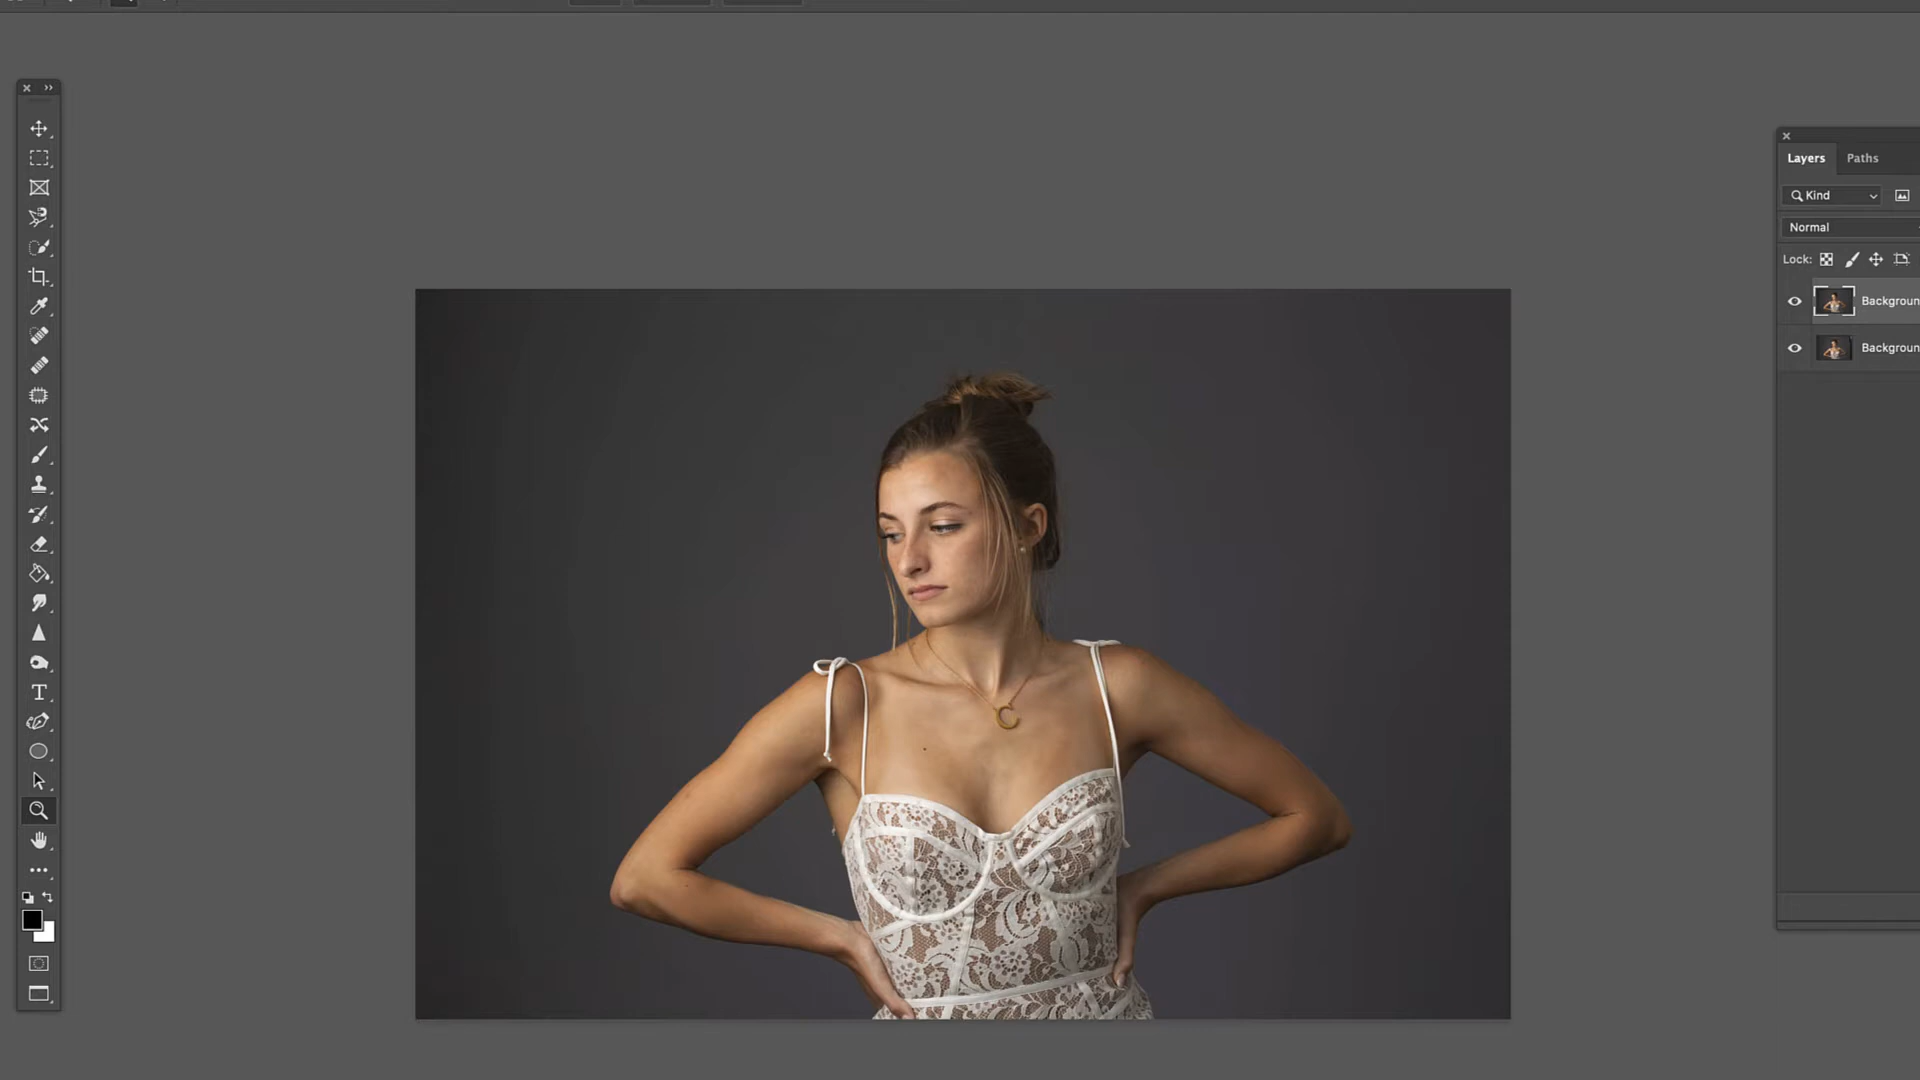 Layers Paths
Kind
Normal
Lock:
Backgroun
Backgroun
T
C